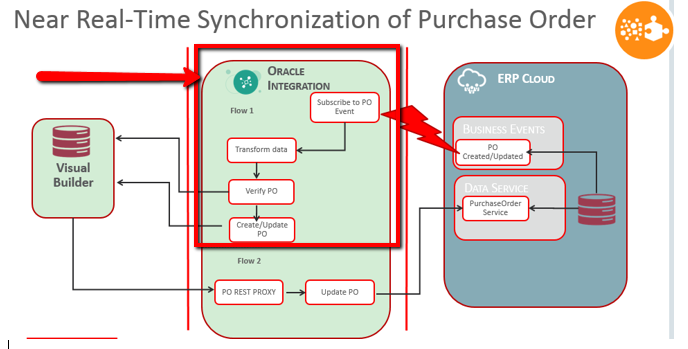 Near Real-Time Synchronization of Purchase Order
ORACLE
INTEGRATION
Flow 1
Subscribe to PO
Event
Transform data
Verify PO
Create/Update
PO
Flow 2
PO REST PROXY
Update PO
Visual
Builder
ERP CLOUD
BUSINESS EVENTS
PO
Created/Updated
DATA SERVICE
PurchaseOrder
Service